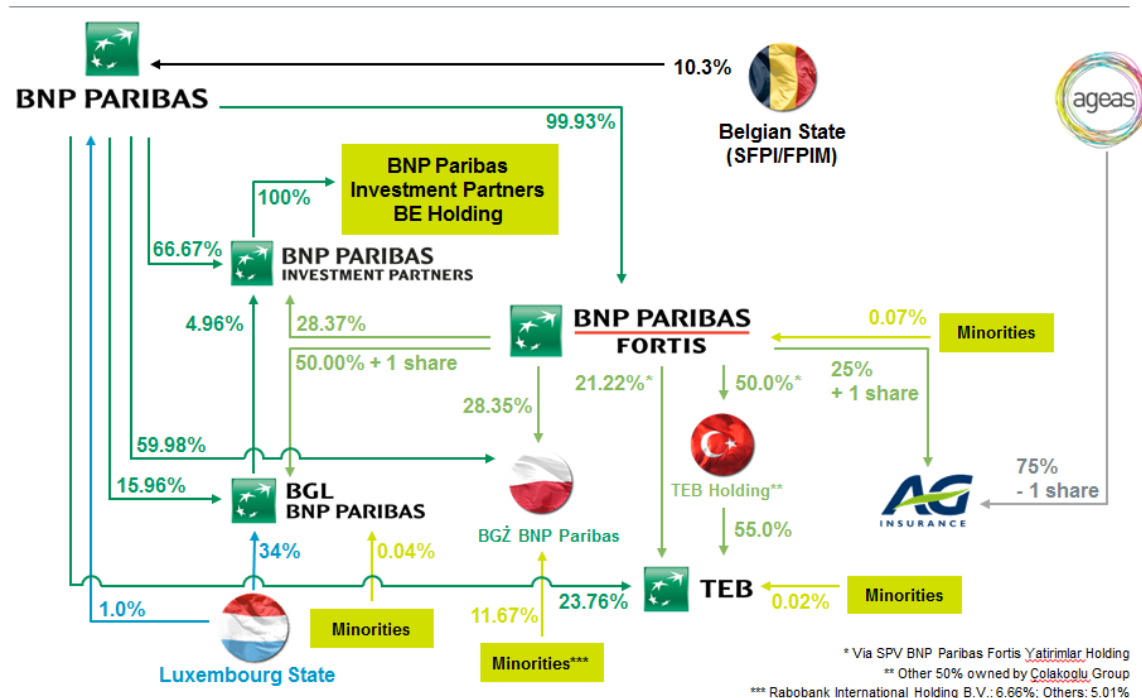 BNP PARIBAS
10.3%
Belgian State
(SFPI/FPIM)
ageas
99.93%
BNP Paribas
Investment Partners
BE Holding
100%
66.67%
BNP PARIBAS
INVESTMENT PARTNERS
4.96%
28.37%
50.00% + 1 share
BNP PARIBAS
FORTIS
0.07%
Minorities
21.22%*
50.0%*
25%
+ 1 share
28.35%
59.98%
15.96%
BGL
BNP PARIBAS
BGŻ BNP Paribas
TEB Holding**
55.0%
AG
INSURANCE
75%
- 1 share
34%
0.04%
1.0%
Luxembourg State
Minorities
11.67%
Minorities***
23.76%
TEB
0.02%
Minorities
* Via SPV BNP Paribas Fortis Yatirimlar Holding
** Other 50% owned by Çolakoglu Group
*** Rabobank International Holding B.V.: 6.66%; Others: 5.01%